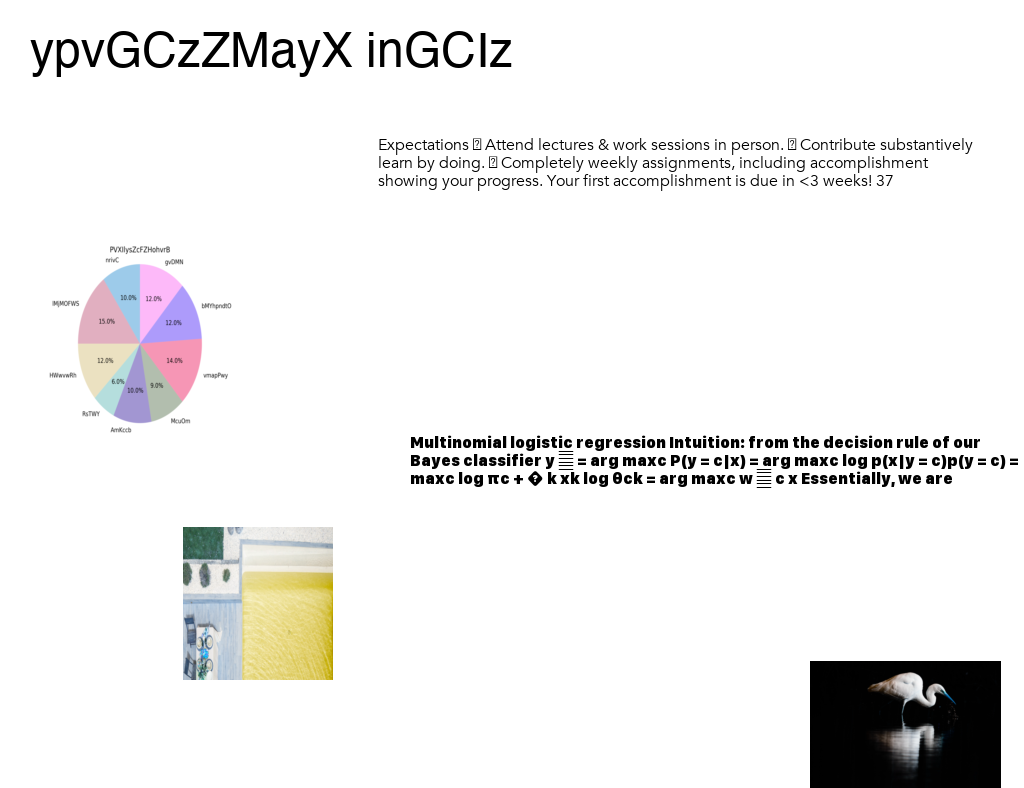 ypvGCzZMayX inGCIz
Expectations ⍰ Attend lectures & work sessions in person. ⍰ Contribute substantively
learn by doing. ⍰ Completely weekly assignments, including accomplishment
showing your progress. Your first accomplishment is due in <3 weeks! 37
PVXIlysZcFZHohvrB
nrivC
gvDMN
10.0%
12.0%
IMJMOFWS
bMYhpndtO
15.0%
12.0%
12.0%
14.0%
HWwvwRh
vmapPwy
6.0%
10.0%
9.0%
RsTWY
McuOm
AmKccb
Multinomial logistic regression Intuition: from the decision rule of our
Bayes classifier y ▤ = arg maxc P(y = c|x) = arg maxc log p(x|y = c)p(y = c) =
maxc log πc + � k xk log θck = arg maxc w ▤ c x Essentially, we are